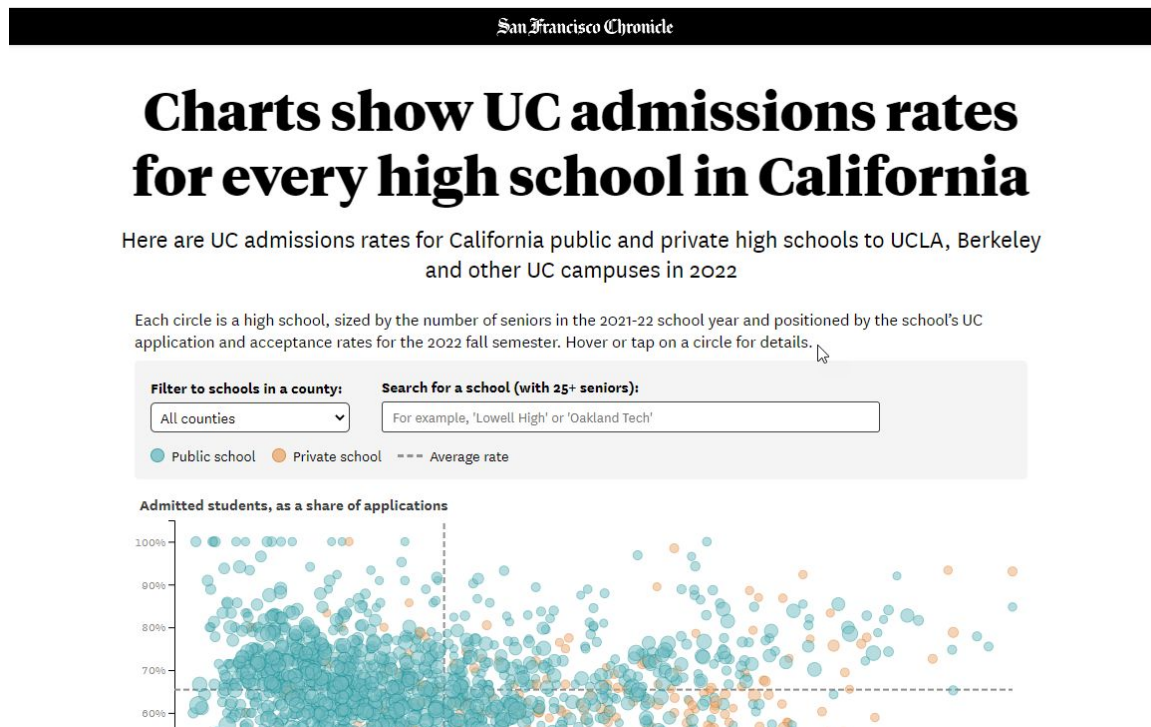 San Francisco Chronicle
Charts show UC admissions rates
for every high school in California
Here are UC admissions rates for California public and private high schools to UCLA, Berkeley
and other UC campuses in 2022
Each circle is a high school, sized by the number of seniors in the 2021-22 school year and positioned by the school's UC
application and acceptance rates for the 2022 fall semester. Hover or tap on a circle for details.
Filter to schools in a county:
Search for a school (with 25+ seniors):
All counties
For example, 'Lowell High' or 'Oakland Tech'
Public school
Private school
Average rate
Admitted students, as a share of applications
100%
90%
80%
70%
60%